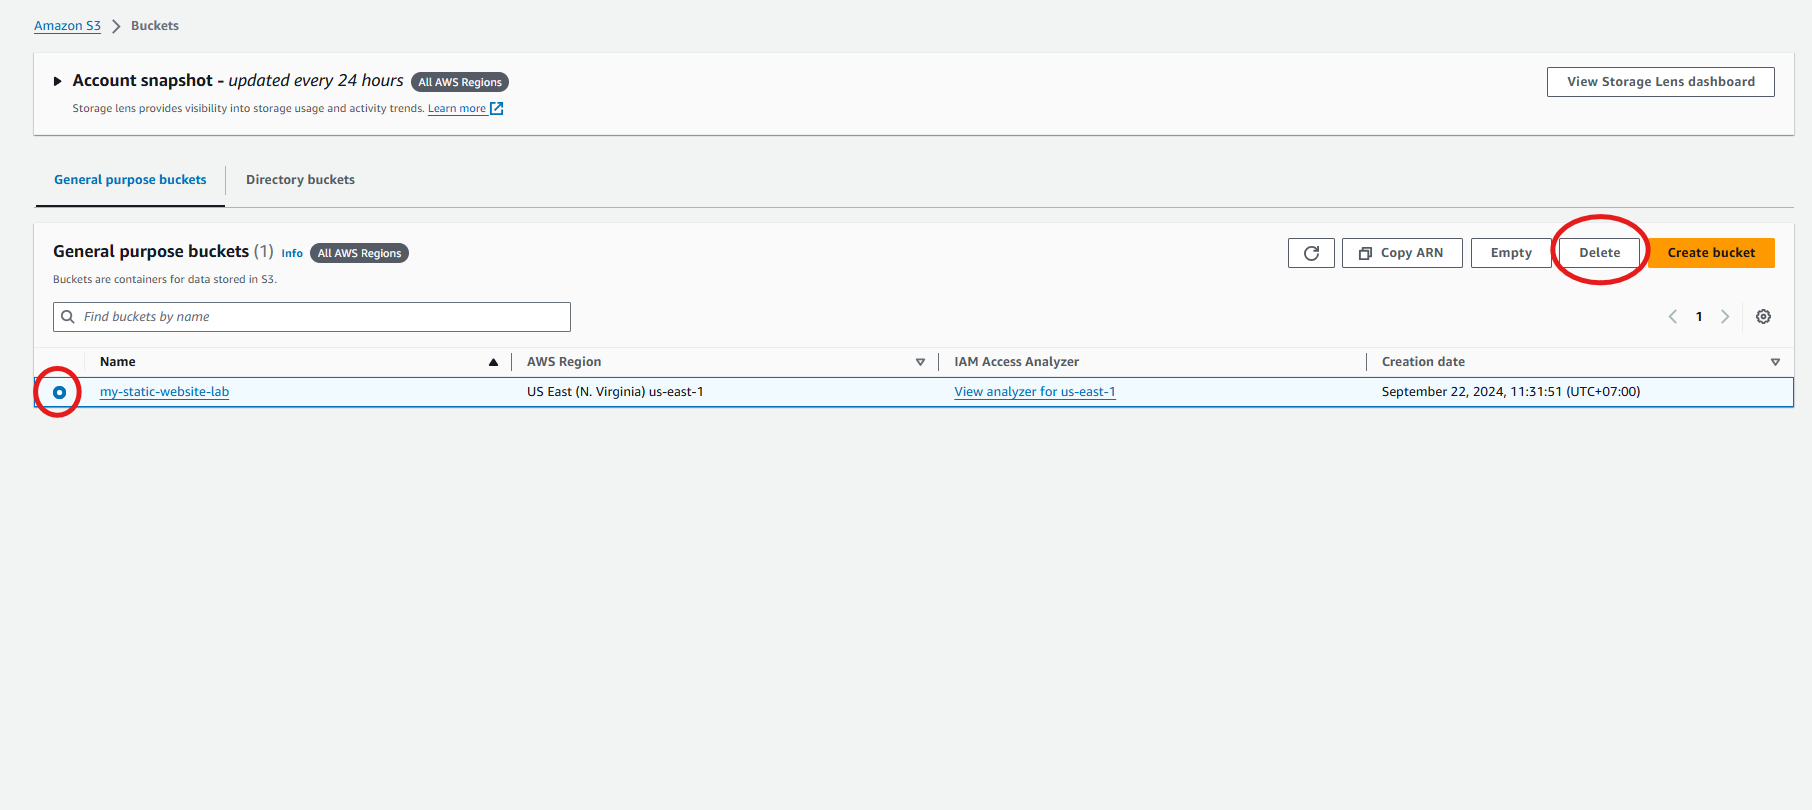 Amazon S3 > Buckets
Account snapshot - updated every 24 hours All AWS Regions
View Storage Lens dashboard
Storage lens provides visibility into storage usage and activity trends. Learn more
General purpose buckets Directory buckets
General purpose buckets (1) Info All AWS Regions
Copy ARN Empty Delete Create bucket
Buckets are containers for data stored in S3.
Find buckets by name
1
Name AWS Region IAM Access Analyzer Creation date
my-static-website-lab US East (N. Virginia) us-east-1 View analyzer for us-east-1 September 22, 2024, 11:31:51 (UTC+07:00)